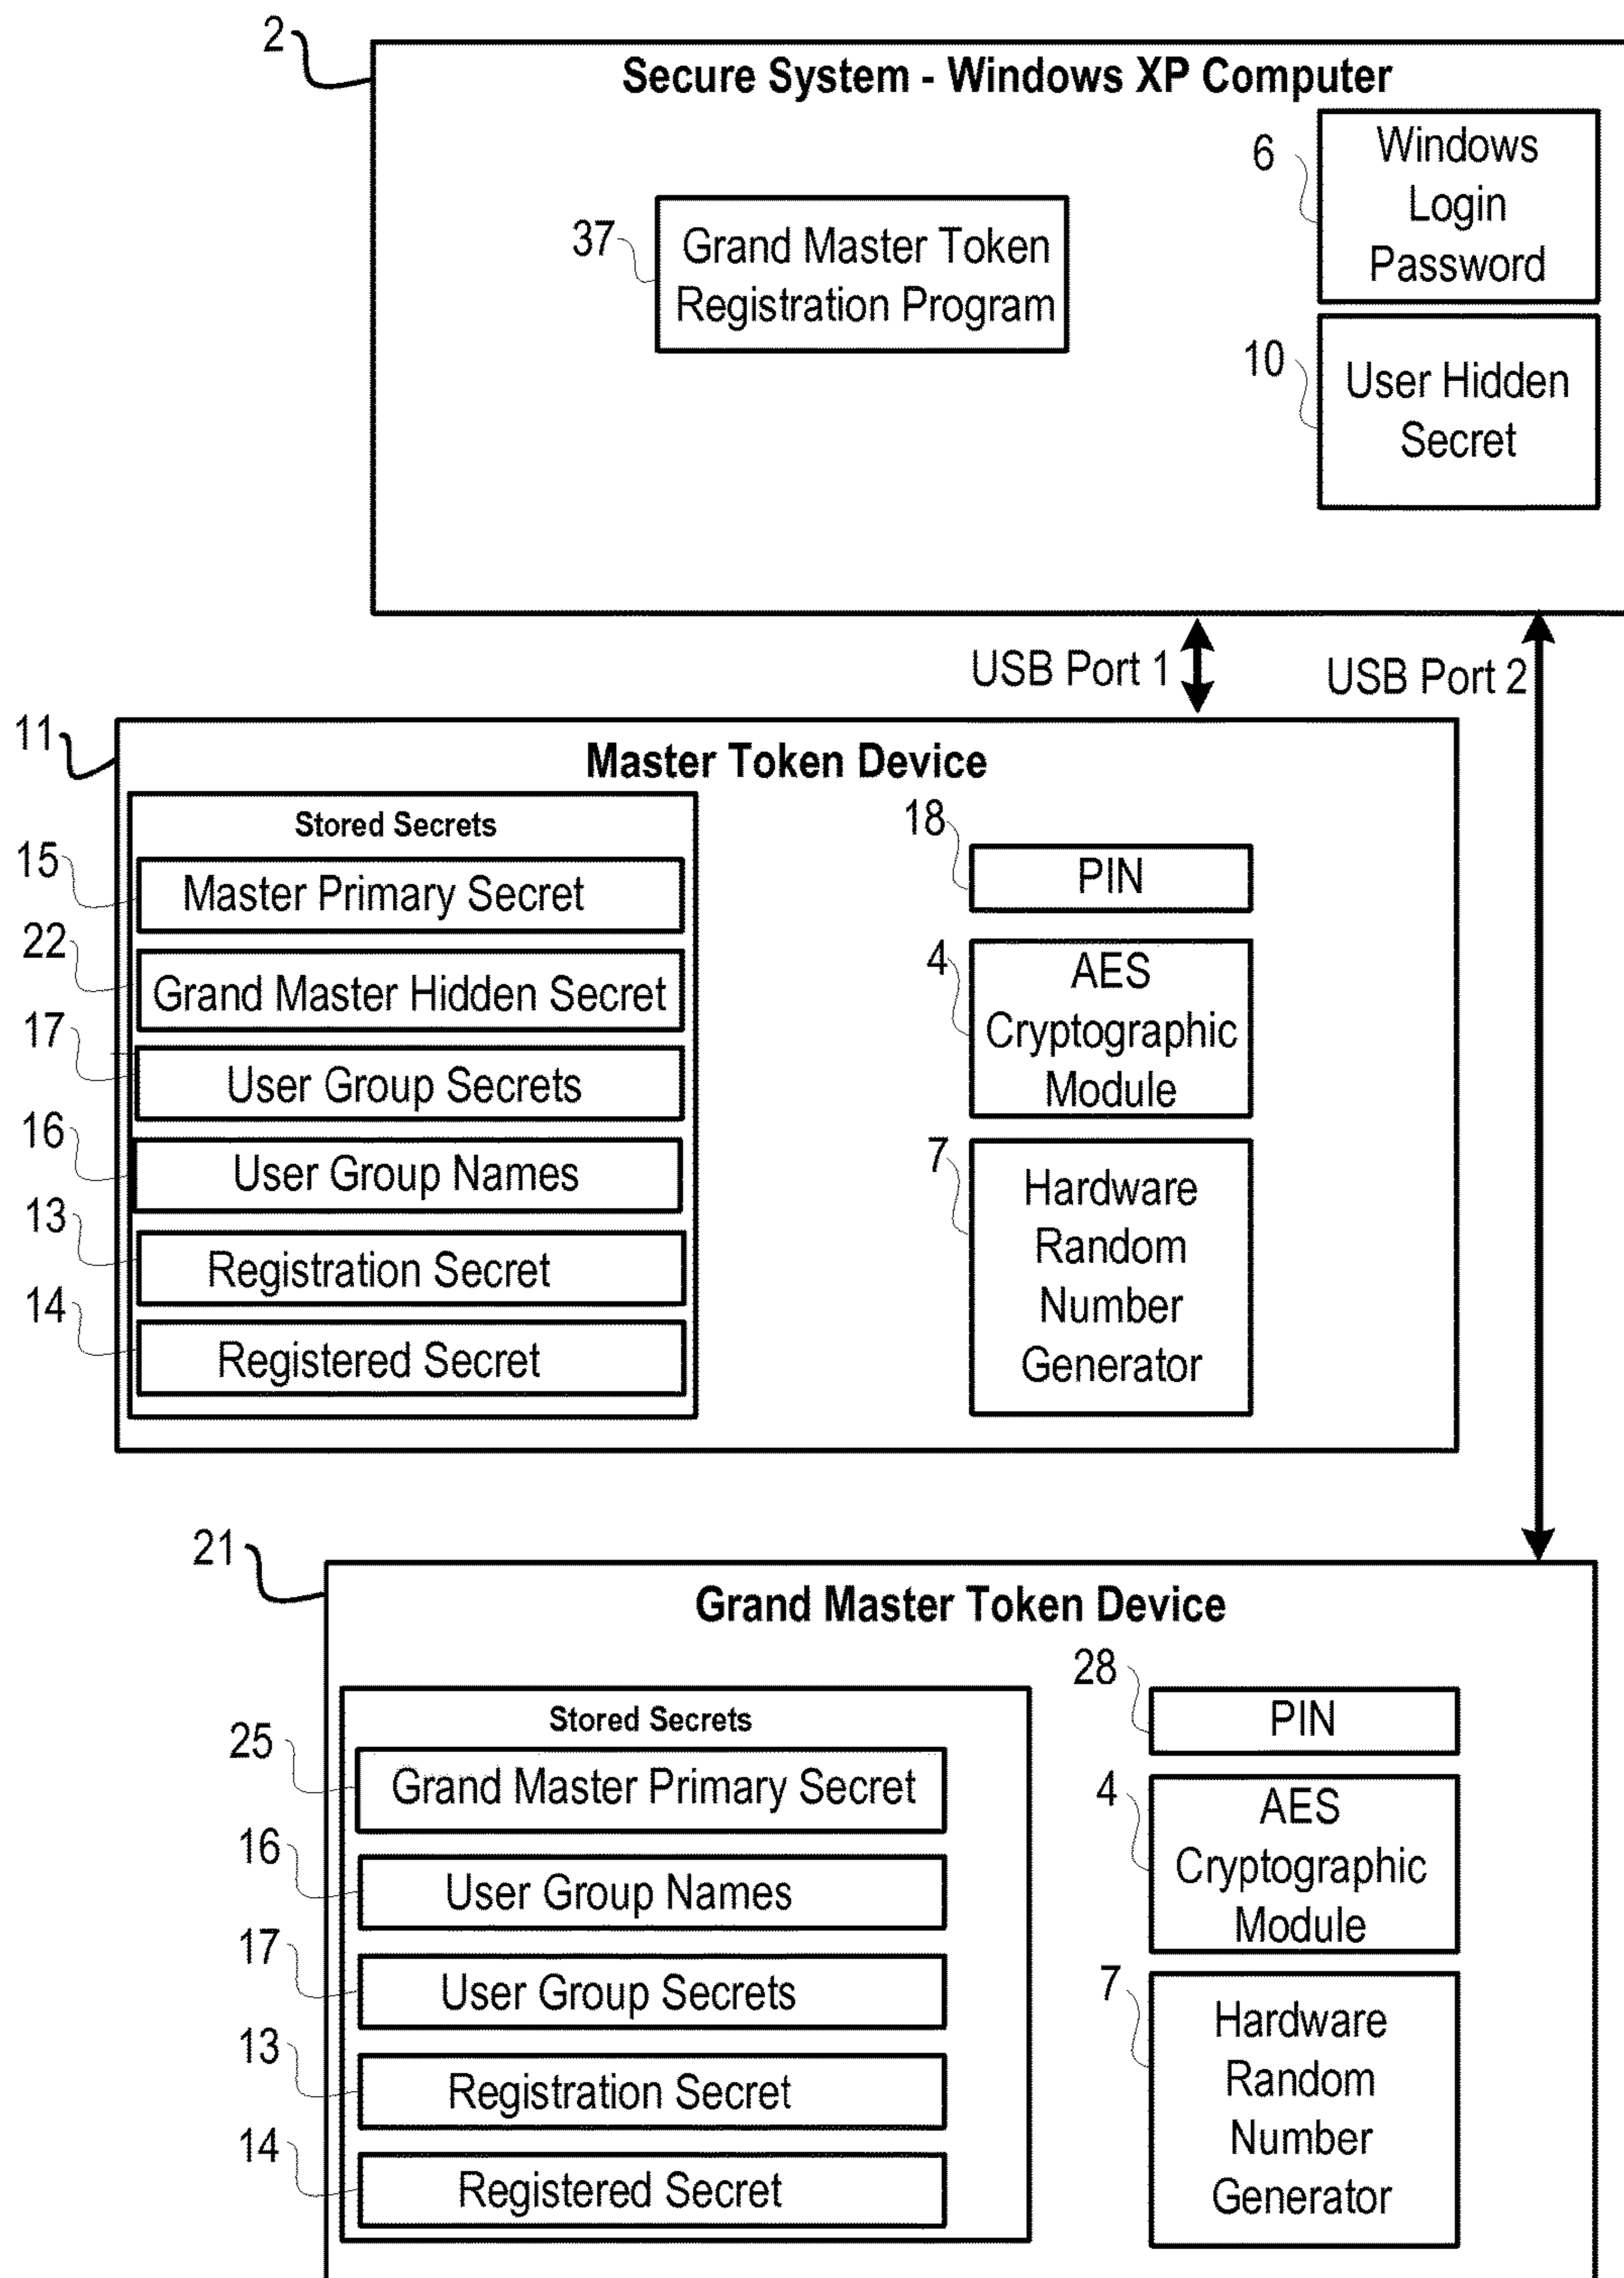 2
Secure System - Windows XP Computer
6
Windows
Login
Password
37
Grand Master Token
Registration Program
10
User Hidden
Secret
USB Port 1
USB Port 2
11
Master Token Device
Stored Secrets
15
Master Primary Secret
22
Grand Master Hidden Secret
17
User Group Secrets
16
User Group Names
13
Registration Secret
14
Registered Secret
18
PIN
4
AES
Cryptographic
Module
7
Hardware
Random
Number
Generator
21
Grand Master Token Device
Stored Secrets
25
Grand Master Primary Secret
16
User Group Names
17
User Group Secrets
13
Registration Secret
14
Registered Secret
28
PIN
4
AES
Cryptographic
Module
7
Hardware
Random
Number
Generator